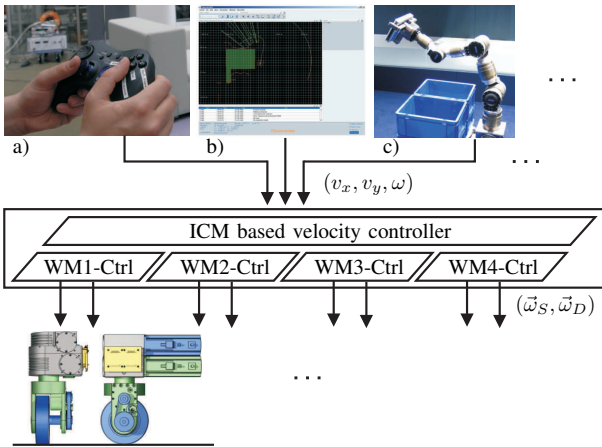 a)
b)
c)
. . .
. . .
(v_x, v_y, ω)
ICM based velocity controller
WM1-Ctrl
WM2-Ctrl
WM3-Ctrl
WM4-Ctrl
(ω⃗_S, ω⃗_D)
. . .